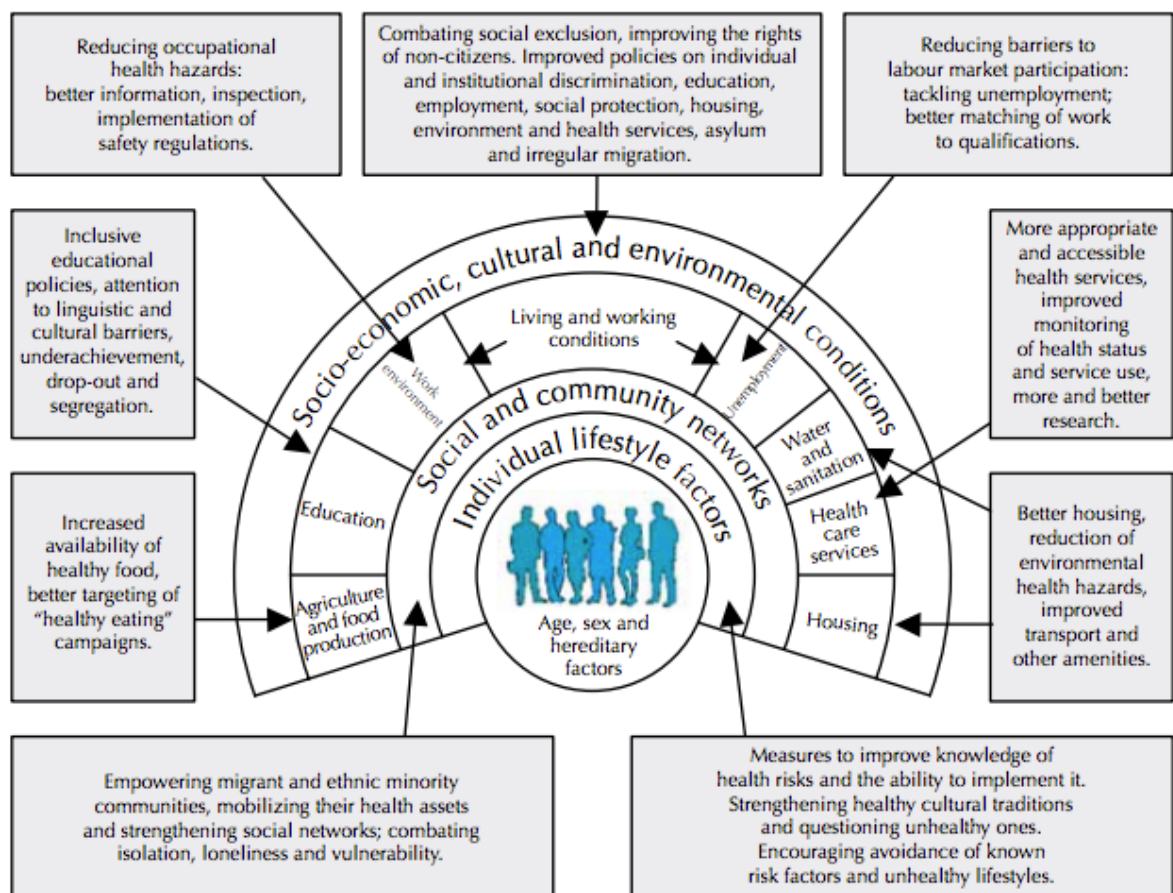 Reducing occupational
health hazards:
better information, inspection,
implementation of
safety regulations.
Combating social exclusion, improving the rights
of non-citizens. Improved policies on individual
and institutional discrimination, education,
employment, social protection, housing,
environment and health services, asylum
and irregular migration.
Reducing barriers to
labour market participation:
tackling unemployment;
better matching of work
to qualifications.
Inclusive
educational
policies, attention
to linguistic and
cultural barriers,
underachievement,
drop-out and
segregation.
More appropriate
and accessible
health services,
improved
monitoring
of health status
and service use,
more and better
research.
Socio-economic, cultural and environmental conditions
Living and working
conditions
Work
environment
Unemployment
Social and community networks
Individual lifestyle factors
Water
and
sanitation
Education
Health
care
services
Agriculture
and food
production
Housing
Age, sex and
hereditary
factors
Increased
availability of
healthy food,
better targeting of
“healthy eating”
campaigns.
Better housing,
reduction of
environmental
health hazards,
improved
transport and
other amenities.
Empowering migrant and ethnic minority
communities, mobilizing their health assets
and strengthening social networks; combating
isolation, loneliness and vulnerability.
Measures to improve knowledge of
health risks and the ability to implement it.
Strengthening healthy cultural traditions
and questioning unhealthy ones.
Encouraging avoidance of known
risk factors and unhealthy lifestyles.